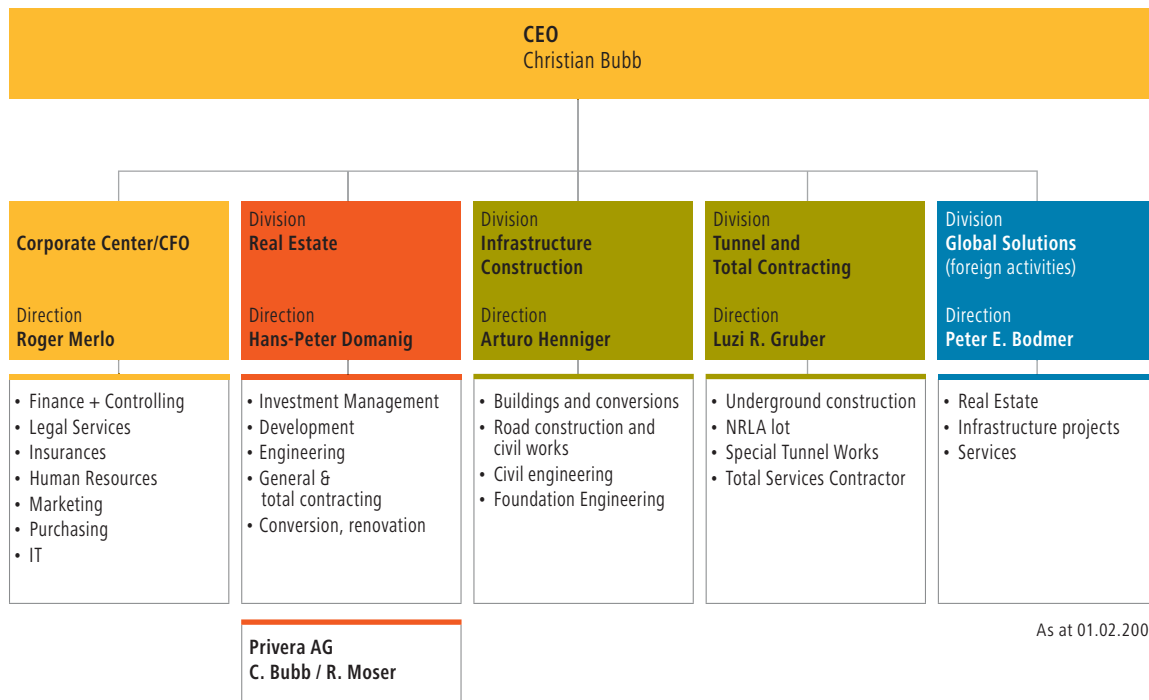 CEO
Christian Bubb
Corporate Center/CFO
Direction
Roger Merlo
Division
Real Estate
Direction
Hans-Peter Domanig
Division
Infrastructure
Construction
Direction
Arturo Henniger
Division
Tunnel and
Total Contracting
Direction
Luzi R. Gruber
Division
Global Solutions
(foreign activities)
Direction
Peter E. Bodmer
• Finance + Controlling
• Legal Services
• Insurances
• Human Resources
• Marketing
• Purchasing
• IT
• Investment Management
• Development
• Engineering
• General &
total contracting
• Conversion, renovation
• Buildings and conversions
• Road construction and
civil works
• Civil engineering
• Foundation Engineering
• Underground construction
• NRLA lot
• Special Tunnel Works
• Total Services Contractor
• Real Estate
• Infrastructure projects
• Services
Privera AG
C. Bubb / R. Moser
As at 01.02.200